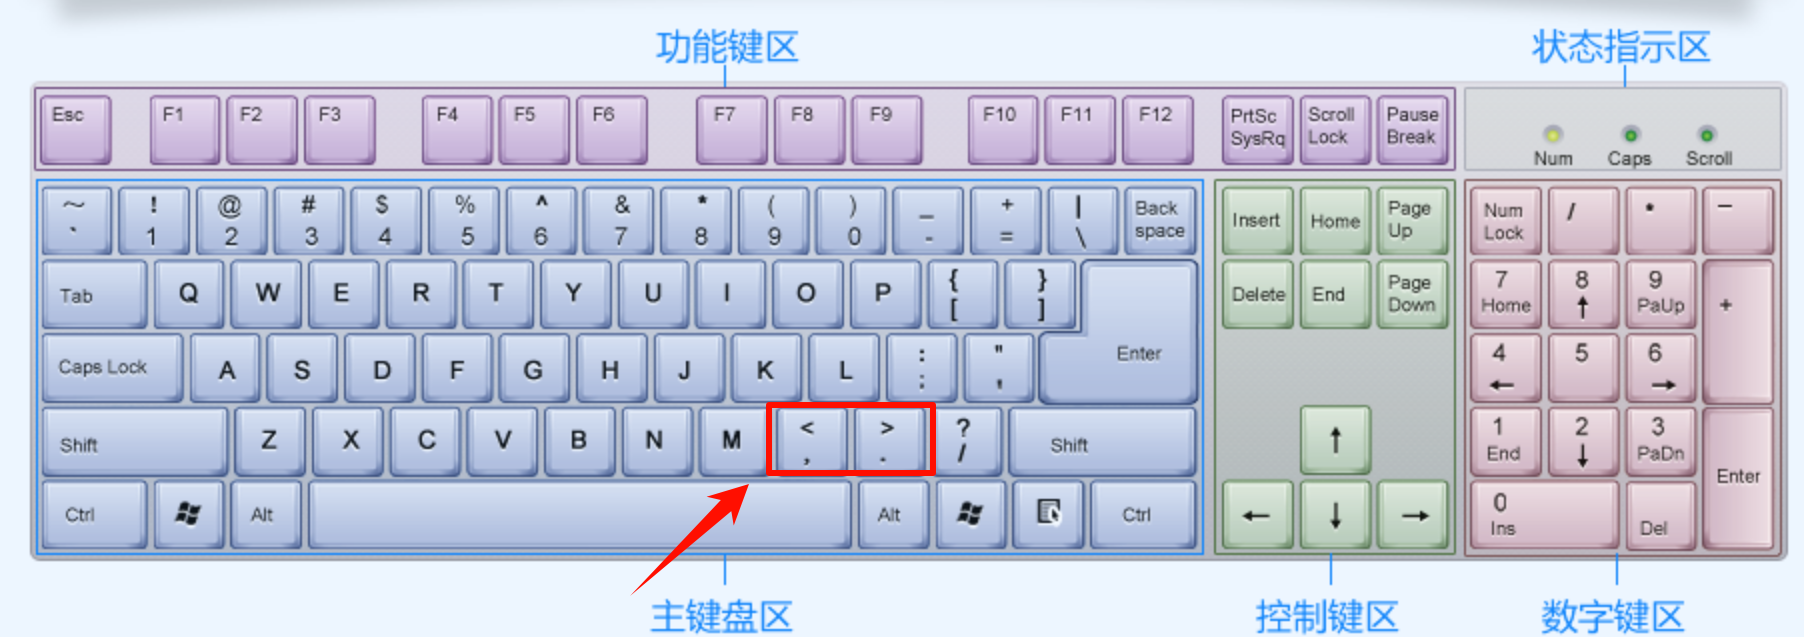 功能键区 状态指示区
Esc F1 F2 F3 F4 F5 F6 F7 F8 F9 F10 F11 F12 PrtSc SysRq Scroll Lock Pause Break
Num Caps Scroll
~ ` ! 1 @ 2 # 3 $ 4 % 5 ^ 6 & 7 * 8 ( 9 ) 0 _ - + = | \ Back space Insert Home Page Up Num Lock / * −
Tab Q W E R T Y U I O P { [ } ] Enter Delete End Page Down 7 Home 8 ↑ 9 PaUp +
Caps Lock A S D F G H J K L : : " ' 4 ← 5 6 →
Shift Z X C V B N M < , > . ? / Shift ↑ 1 End 2 ↓ 3 PaDn Enter
Ctrl Alt Alt Ctrl ← ↓ → 0 Ins Del
主键盘区 控制键区 数字键区